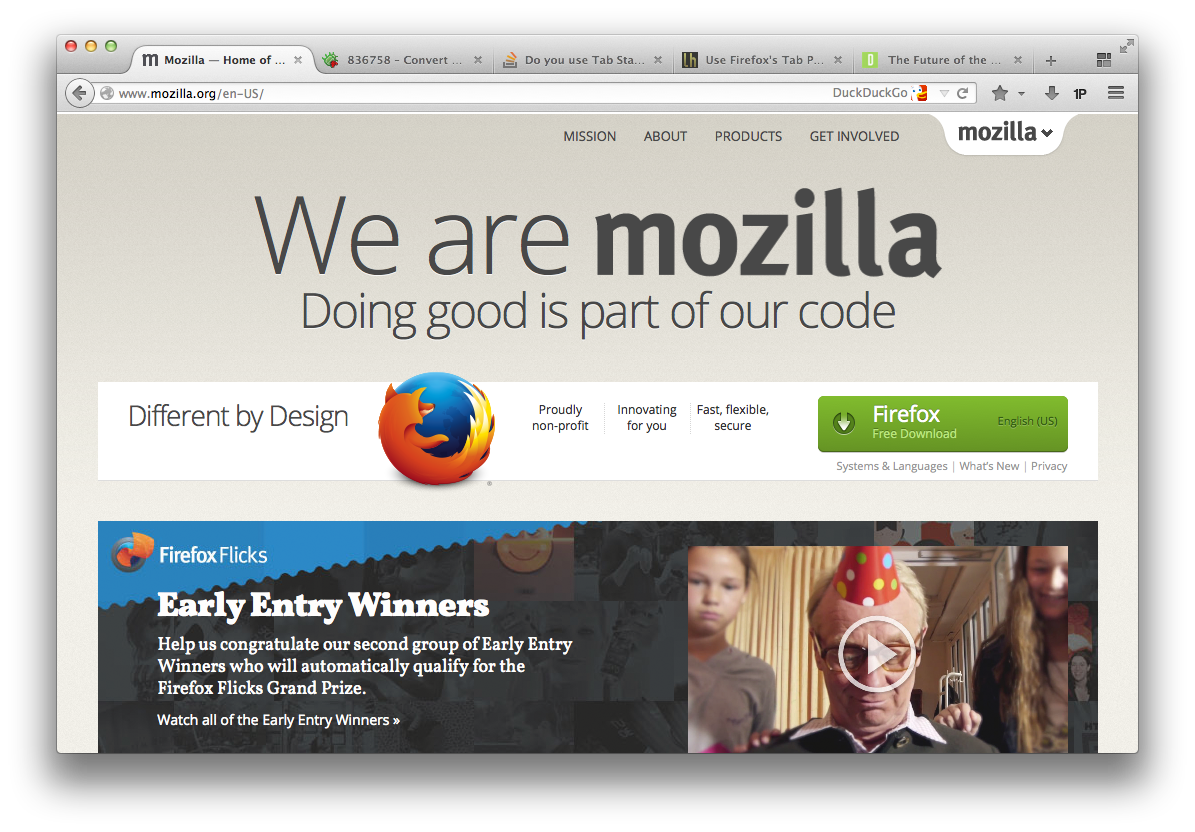 Mozilla — Home of ...
836758 - Convert ...
Do you use Tab Sta...
lh
Use Firefox's Tab P...
D
The Future of the ...
www.mozilla.org/en-US/
DuckDuckGo
1P
MISSION
ABOUT
PRODUCTS
GET INVOLVED
mozilla
We are mozilla
Doing good is part of our code
Different by Design
Proudly
non-profit
Innovating
for you
Fast, flexible,
secure
Firefox
Free Download
English (US)
Systems & Languages | What's New | Privacy
Firefox Flicks
Early Entry Winners
Help us congratulate our second group of Early Entry
Winners who will automatically qualify for the
Firefox Flicks Grand Prize.
Watch all of the Early Entry Winners »